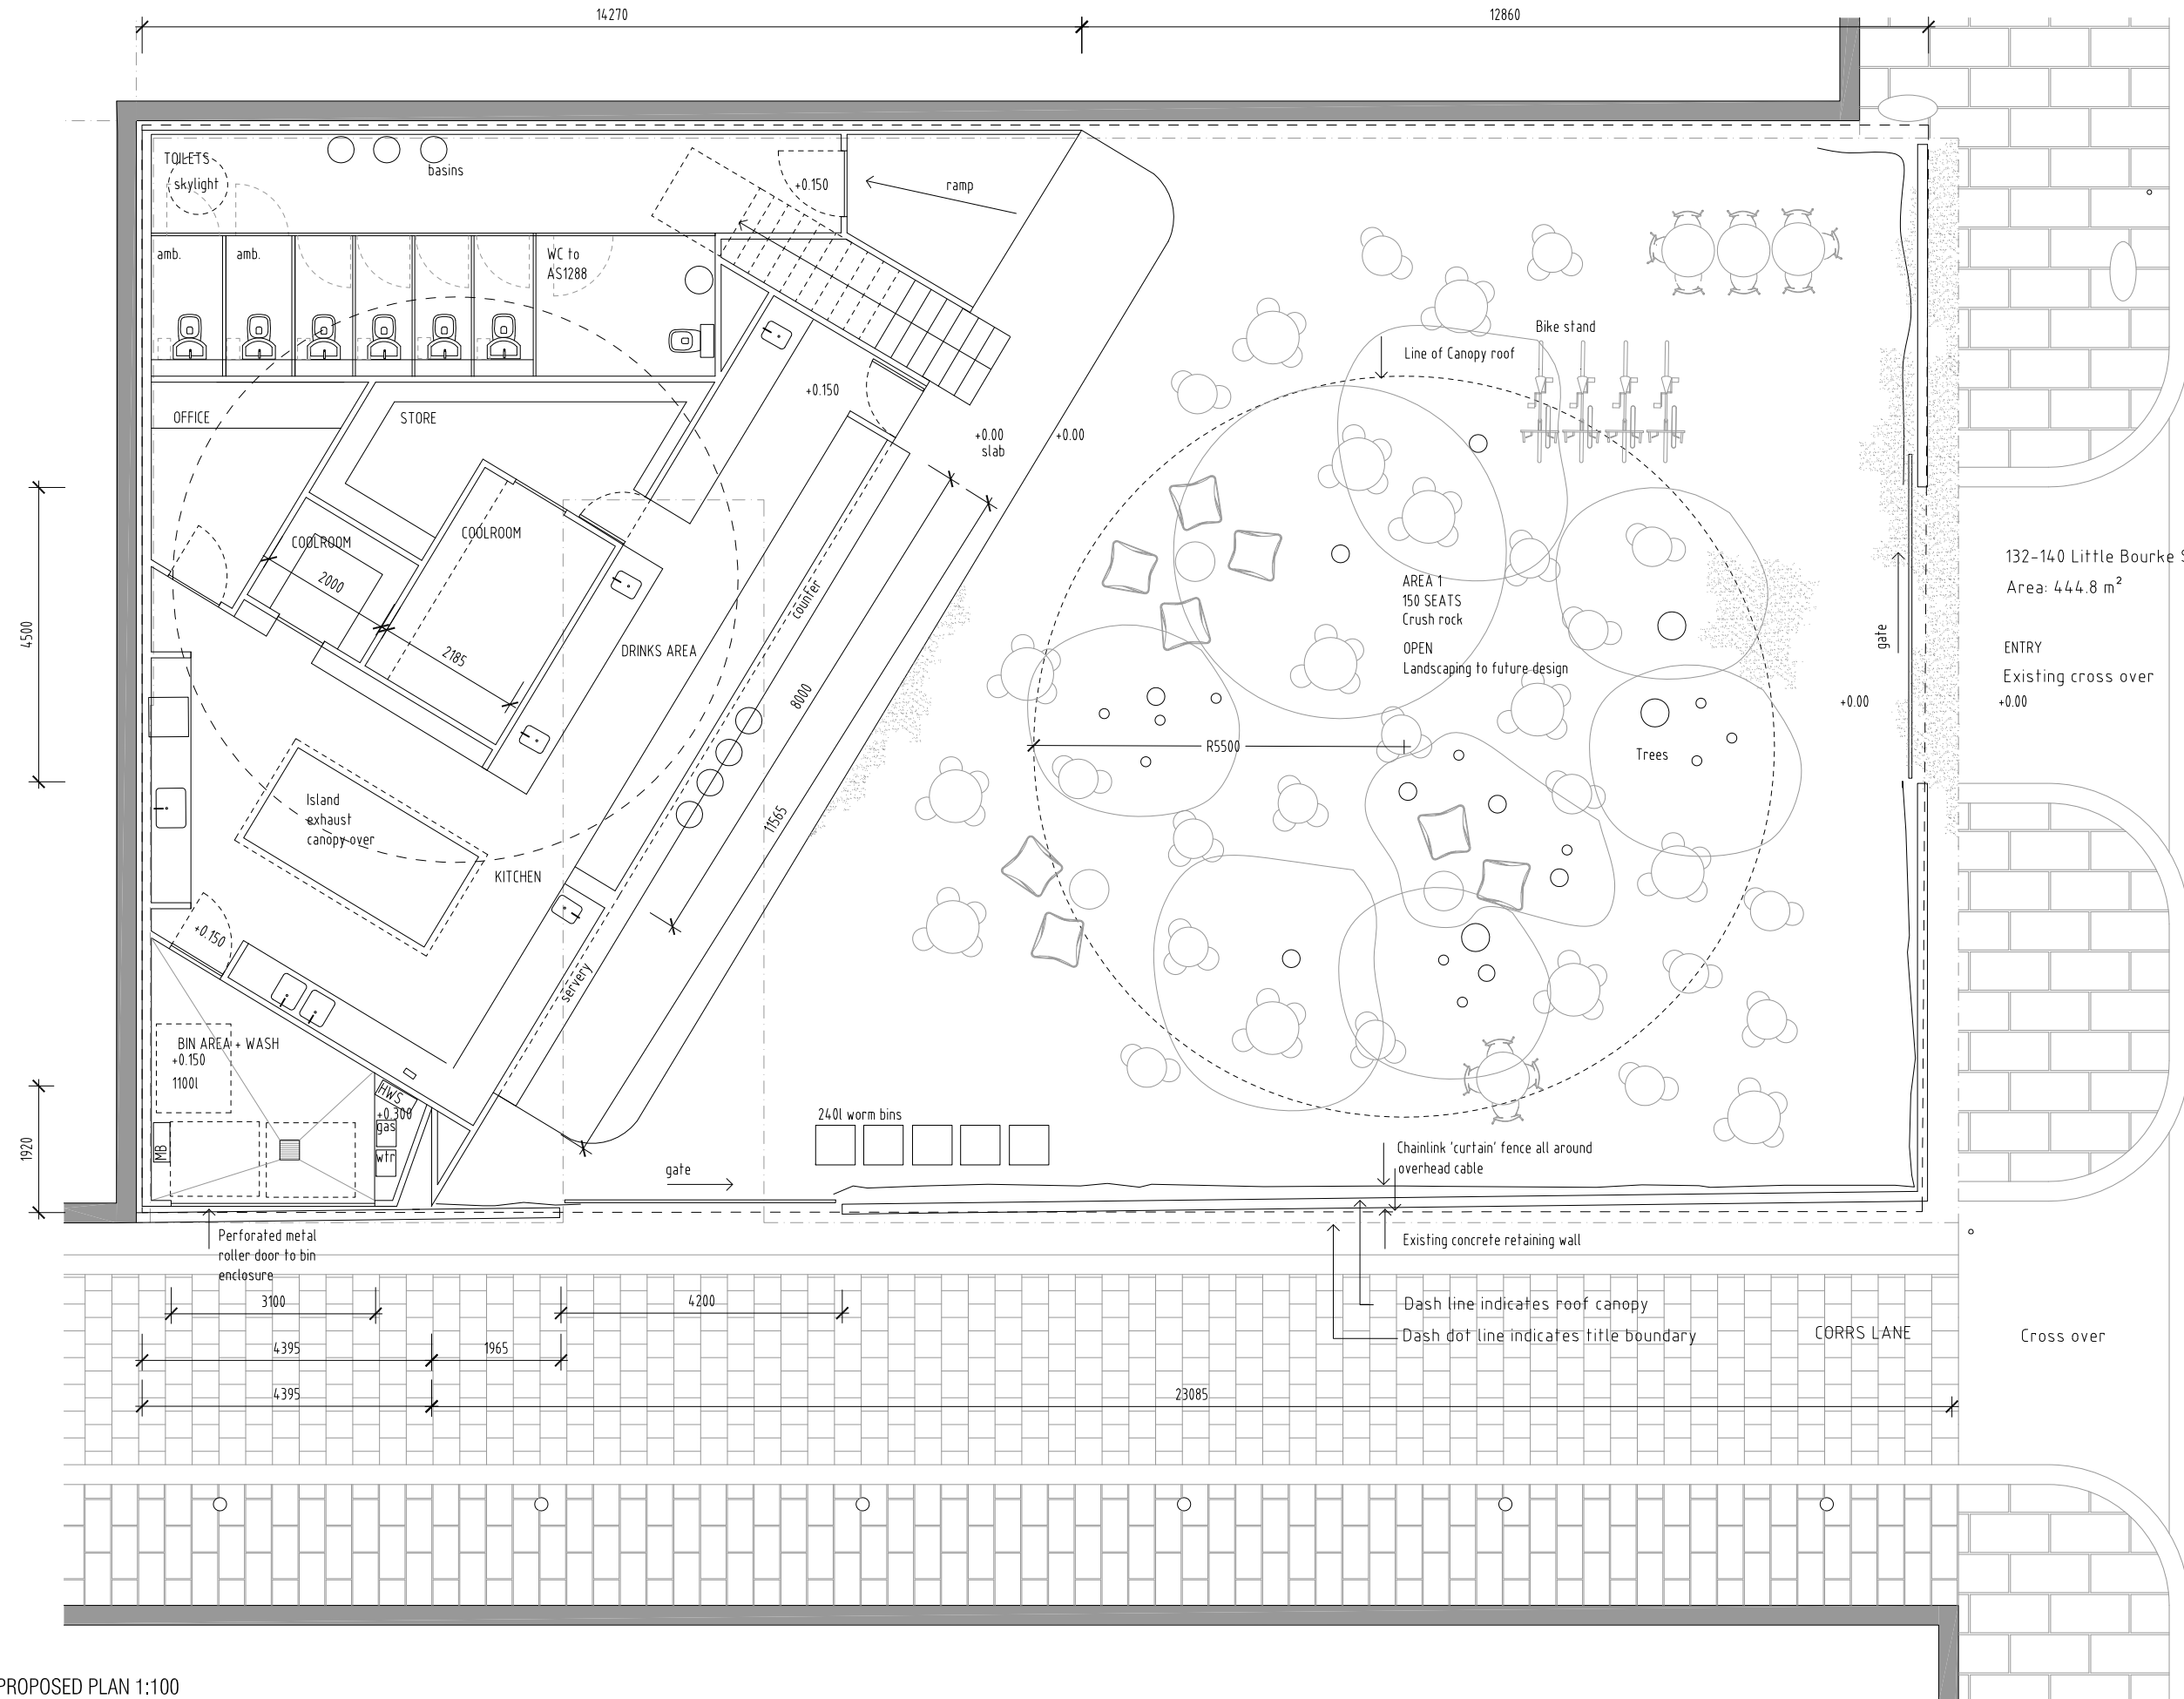 14270
12860
TOILETS
skylight
basins
+0.150
ramp
amb.
amb.
WC to
AS1288
Bike stand
Line of Canopy roof
+0.150
OFFICE
STORE
+0.00
slab
+0.00
COOLROOM
COOLROOM
2000
2185
4500
DRINKS AREA
counter
8000
11565
AREA 1
150 SEATS
Crush rock
OPEN
Landscaping to future design
132-140 Little Bourke S
Area: 444.8 m²
gate
ENTRY
Existing cross over
+0.00
+0.00
R5500
Trees
Island
exhaust
canopy over
KITCHEN
+0.150
servery
BIN AREA + WASH
+0.150
1100l
HWS
+0.300
gas
wtr
MB
1920
240l worm bins
gate
Chainlink 'curtain' fence all around
overhead cable
Perforated metal
roller door to bin
enclosure
Existing concrete retaining wall
3100
4200
Dash line indicates roof canopy
Dash dot line indicates title boundary
CORRS LANE
Cross over
4395
1965
4395
23085
PROPOSED PLAN 1:100